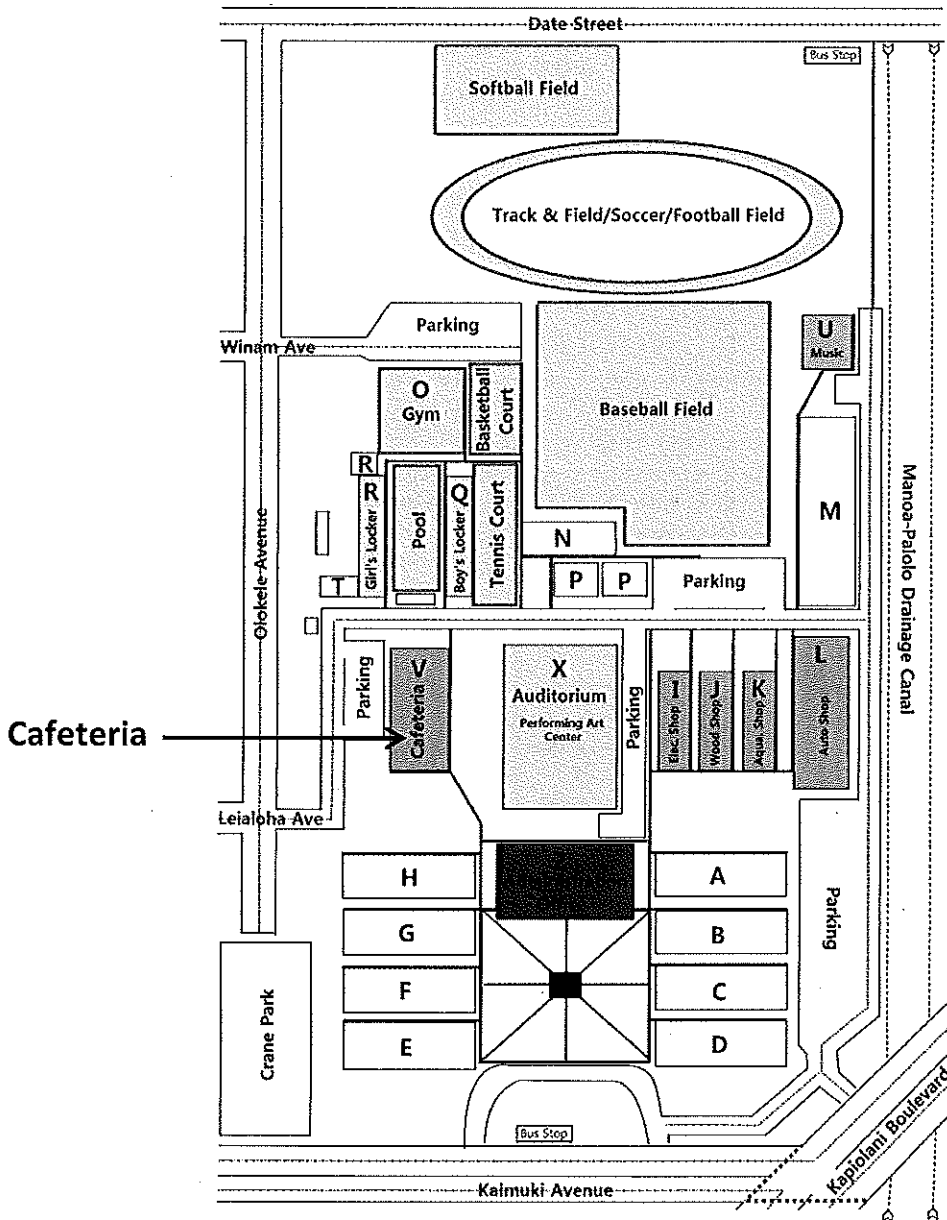 Date Street
Bus Stop
Softball Field
Track & Field/Soccer/Football Field
Parking
Winam Ave
U
Music
O
Gym
Basketball
Court
Baseball Field
R
R
Girl's Locker
Pool
Q
Boy's Locker
Tennis Court
N
M
T
P
P
Parking
Olokele Avenue
Manoa-Palolo Drainage Canal
Parking
V
Cafeteria
X
Auditorium
Performing Art
Center
Parking
I
Elec. Shop
J
Wood Shop
K
Aqua. Shop
L
Auto Shop
Cafeteria
Leialoha Ave
H
A
G
B
F
C
E
D
Parking
Crane Park
Bus Stop
Kapiolani Boulevard
Kaimuki Avenue